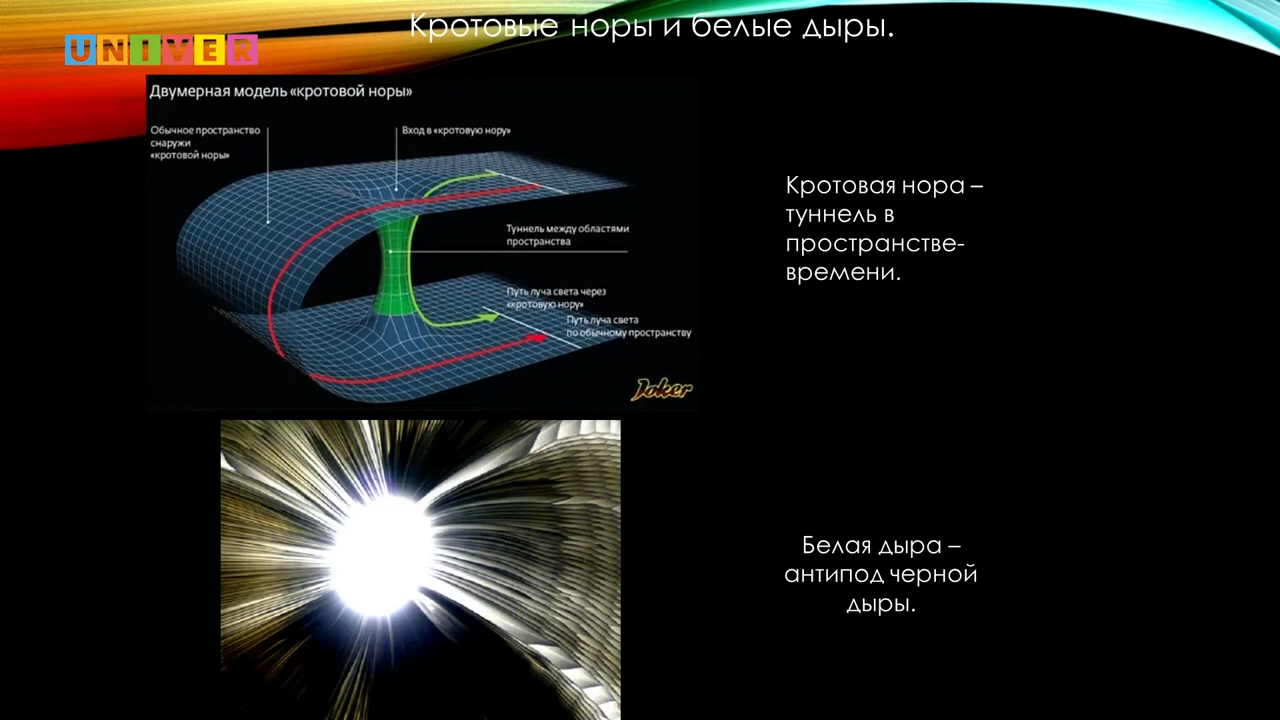 Кротовые норы и белые дыры.
UNIVER
Двумерная модель «кротовой норы»
Обычное пространство
снаружи
«кротовой норы»
Вход в «кротовую нору»
Туннель между областями
пространства
Путь луча света через
«кротовую нору»
Путь луча света
по обычному пространству
Joker
Кротовая нора –
туннель в
пространстве-
времени.
Белая дыра –
антипод черной
дыры.